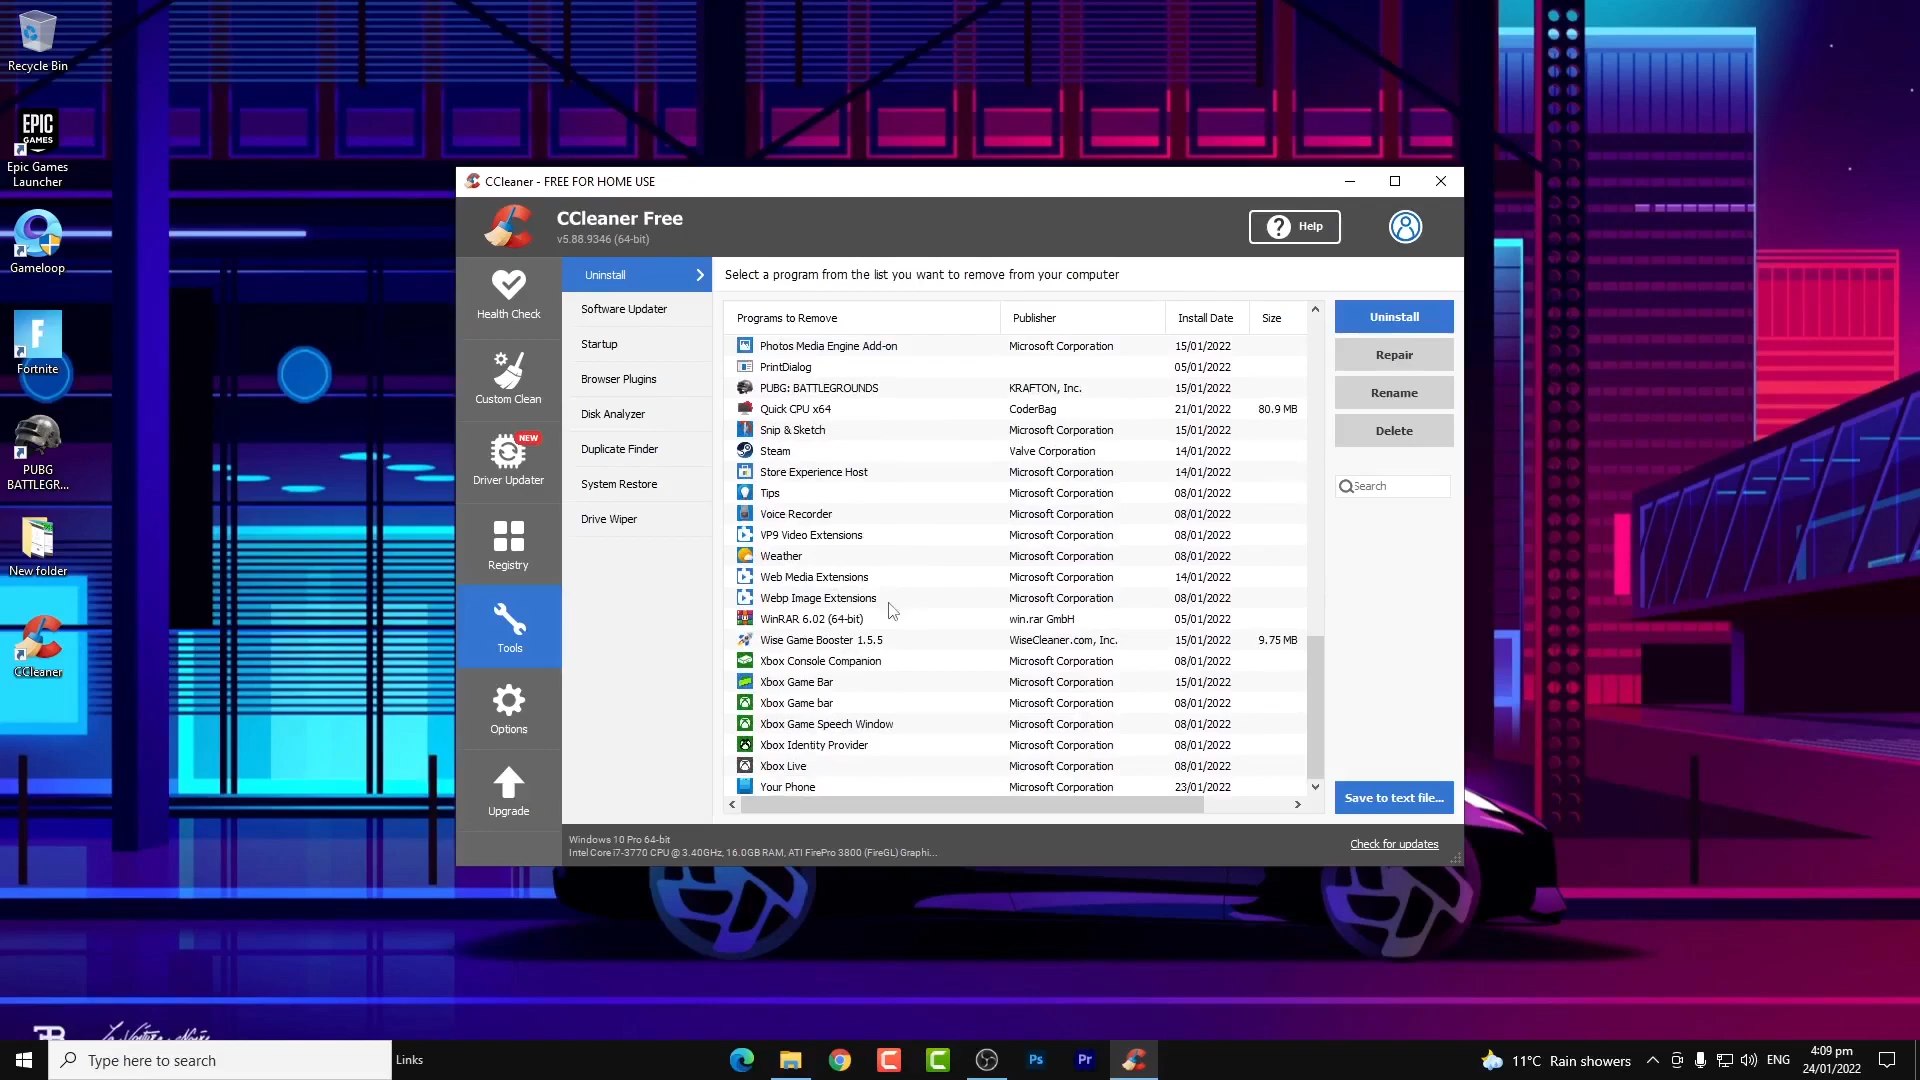 Recycle Bin
EPIC
GAMES
Epic Games
Launcher
Gameloop
Fortnite
PUBG
BATTLEGR...
New folder
CCleaner
CCleaner - FREE FOR HOME USE
CCleaner Free
v5.88.9346 (64-bit)
? Help
Health Check
Custom Clean
NEW
Driver Updater
Registry
Tools
Options
Upgrade
Uninstall
Software Updater
Startup
Browser Plugins
Disk Analyzer
Duplicate Finder
System Restore
Drive Wiper
Select a program from the list you want to remove from your computer
Programs to Remove Publisher Install Date Size
Photos Media Engine Add-on Microsoft Corporation 15/01/2022
PrintDialog 05/01/2022
PUBG: BATTLEGROUNDS KRAFTON, Inc. 15/01/2022
Quick CPU x64 CoderBag 21/01/2022 80.9 MB
Snip & Sketch Microsoft Corporation 15/01/2022
Steam Valve Corporation 14/01/2022
Store Experience Host Microsoft Corporation 14/01/2022
Tips Microsoft Corporation 08/01/2022
Voice Recorder Microsoft Corporation 08/01/2022
VP9 Video Extensions Microsoft Corporation 08/01/2022
Weather Microsoft Corporation 08/01/2022
Web Media Extensions Microsoft Corporation 14/01/2022
Webp Image Extensions Microsoft Corporation 08/01/2022
WinRAR 6.02 (64-bit) win.rar GmbH 05/01/2022
Wise Game Booster 1.5.5 WiseCleaner.com, Inc. 15/01/2022 9.75 MB
Xbox Console Companion Microsoft Corporation 08/01/2022
Xbox Game Bar Microsoft Corporation 15/01/2022
Xbox Game bar Microsoft Corporation 08/01/2022
Xbox Game Speech Window Microsoft Corporation 08/01/2022
Xbox Identity Provider Microsoft Corporation 08/01/2022
Xbox Live Microsoft Corporation 08/01/2022
Your Phone Microsoft Corporation 23/01/2022
Uninstall
Repair
Rename
Delete
Search
Save to text file...
Windows 10 Pro 64-bit
Intel Core i7-3770 CPU @ 3.40GHz, 16.0GB RAM, ATI FirePro 3800 (FireGL) Graphi...
Check for updates
Type here to search
Links
Ps
Pr
11°C Rain showers
ENG
4:09 pm
24/01/2022